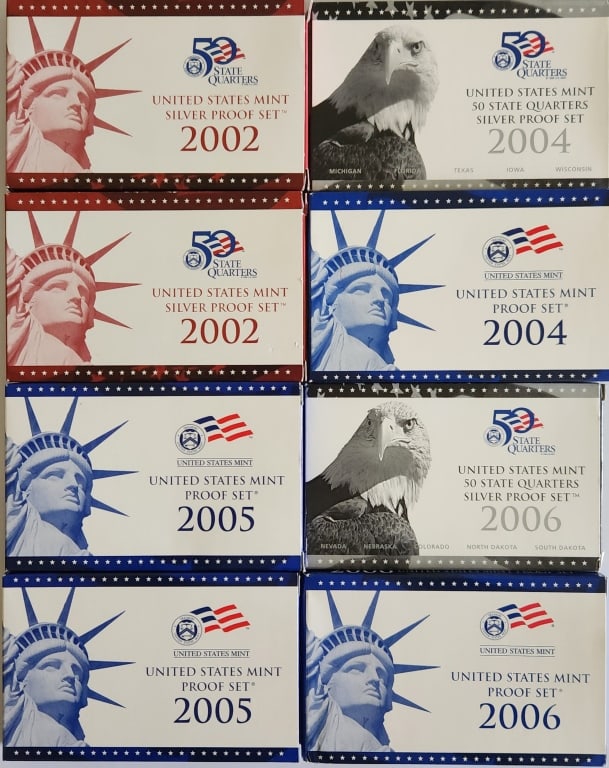 50
STATE
QUARTERS
UNITED STATES MINT
SILVER PROOF SET™
2002
50
STATE
QUARTERS
UNITED STATES MINT
50 STATE QUARTERS
SILVER PROOF SET
2004
MICHIGAN FLORIDA TEXAS IOWA WISCONSIN
50
STATE
QUARTERS
UNITED STATES MINT
SILVER PROOF SET™
2002
UNITED STATES MINT
UNITED STATES MINT
PROOF SET®
2004
UNITED STATES MINT
UNITED STATES MINT
PROOF SET®
2005
50
STATE
QUARTERS
UNITED STATES MINT
50 STATE QUARTERS
SILVER PROOF SET™
2006
NEVADA NEBRASKA COLORADO NORTH DAKOTA SOUTH DAKOTA
UNITED STATES MINT
UNITED STATES MINT
PROOF SET®
2005
UNITED STATES MINT
UNITED STATES MINT
PROOF SET®
2006